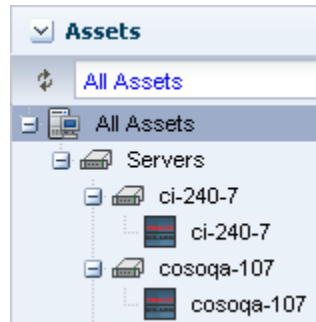 Assets
All Assets
All Assets
Servers
ci-240-7
ci-240-7
cosoqa-107
cosoqa-107